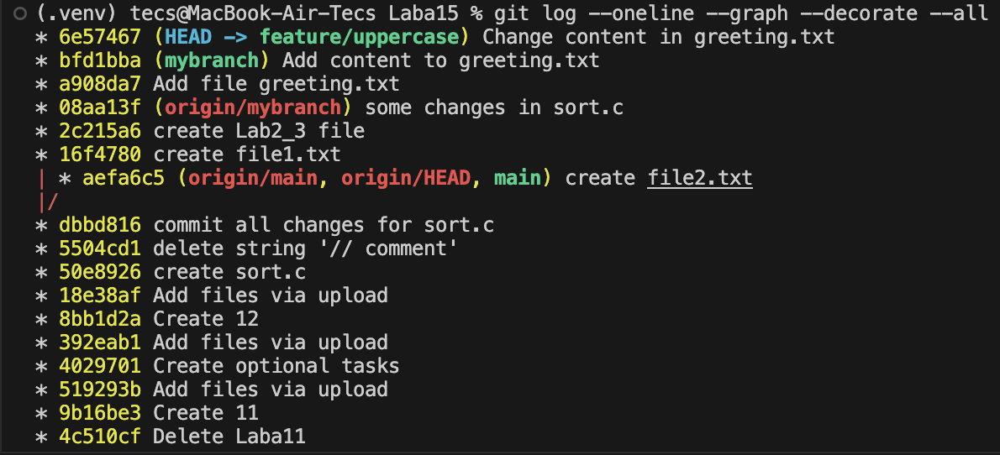 (.venv) tecs@MacBook-Air-Tecs Laba15 % git log --oneline --graph --decorate --all
* 6e57467 (HEAD -> feature/uppercase) Change content in greeting.txt
* bfd1bba (mybranch) Add content to greeting.txt
* a908da7 Add file greeting.txt
* 08aa13f (origin/mybranch) some changes in sort.c
* 2c215a6 create Lab2_3 file
* 16f4780 create file1.txt
| * aefa6c5 (origin/main, origin/HEAD, main) create file2.txt
|/
* dbbd816 commit all changes for sort.c
* 5504cd1 delete string '// comment'
* 50e8926 create sort.c
* 18e38af Add files via upload
* 8bb1d2a Create 12
* 392eab1 Add files via upload
* 4029701 Create optional tasks
* 519293b Add files via upload
* 9b16be3 Create 11
* 4c510cf Delete Laba11